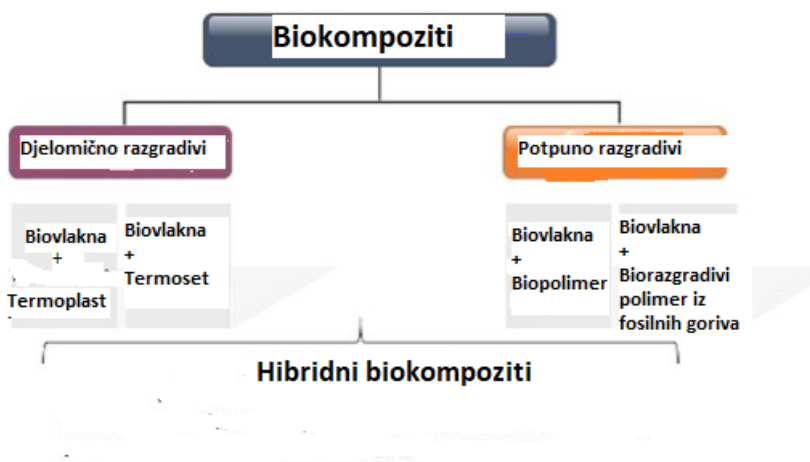 Biokompoziti
Djelomično razgradivi
Potpuno razgradivi
Biovlakna
+
Termoplast
Biovlakna
+
Termoset
Biovlakna
+
Biopolimer
Biovlakna
+
Biorazgradivi
polimer iz
fosilnih goriva
Hibridni biokompoziti